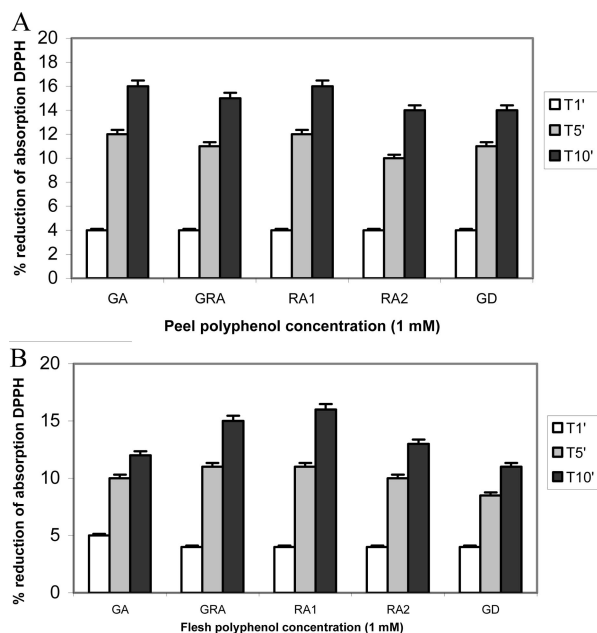 A
% reduction of absorption DPPH
20
18
16
14
12
10
8
6
4
2
0
GA GRA RA1 RA2 GD
Peel polyphenol concentration (1 mM)
T1'
T5'
T10'
B
% reduction of absorption DPPH
20
15
10
5
0
GA GRA RA1 RA2 GD
Flesh polyphenol concentration (1 mM)
T1'
T5'
T10'